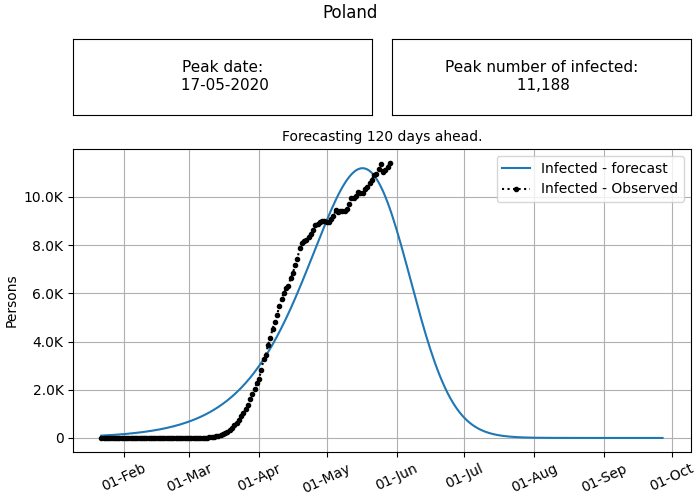 Poland
Peak date:
17-05-2020
Peak number of infected:
11,188
Forecasting 120 days ahead.
Infected - forecast
Infected - Observed
Persons
10.0K
8.0K
6.0K
4.0K
2.0K
0
01-Feb
01-Mar
01-Apr
01-May
01-Jun
01-Jul
01-Aug
01-Sep
01-Oct